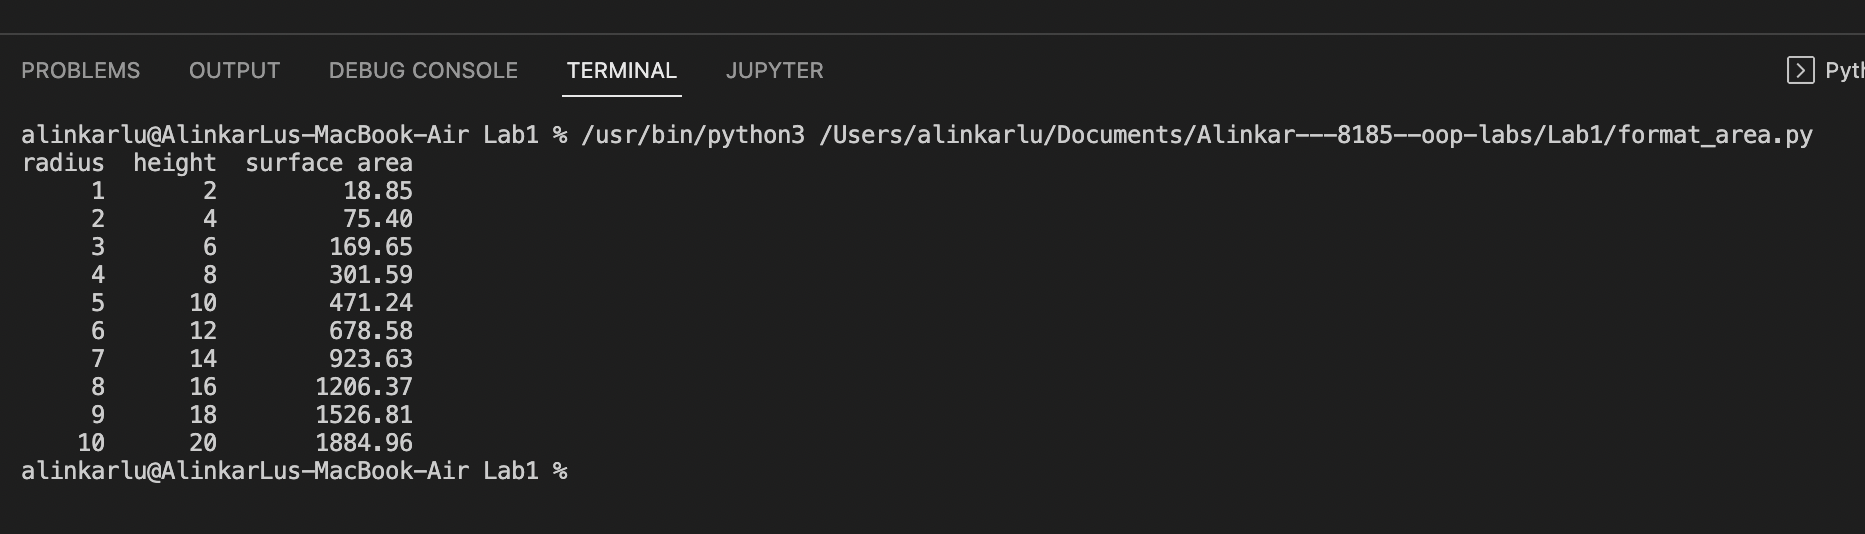 PROBLEMS OUTPUT DEBUG CONSOLE TERMINAL JUPYTER Pyth
alinkarlu@AlinkarLus-MacBook-Air Lab1 % /usr/bin/python3 /Users/alinkarlu/Documents/Alinkar---8185--oop-labs/Lab1/format_area.py
radius  height  surface area
     1       2         18.85
     2       4         75.40
     3       6        169.65
     4       8        301.59
     5      10        471.24
     6      12        678.58
     7      14        923.63
     8      16       1206.37
     9      18       1526.81
    10      20       1884.96
alinkarlu@AlinkarLus-MacBook-Air Lab1 %